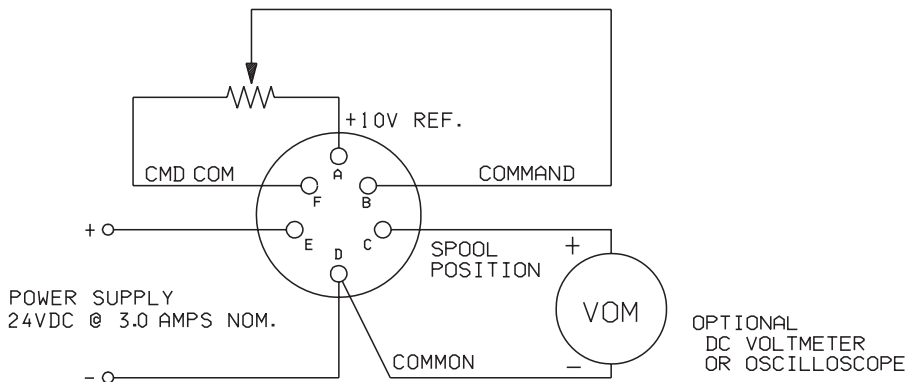 +10V REF.
CMD COM
COMMAND
A
F
B
+
E
D
C
SPOOL
POSITION
+
POWER SUPPLY
24VDC @ 3.0 AMPS NOM.
VOM
OPTIONAL
DC VOLTMETER
OR OSCILLOSCOPE
COMMON
-
-